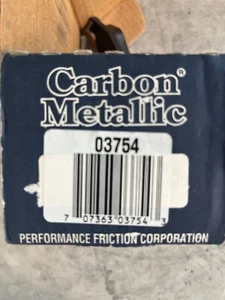 Carbon®
Metallic
03754
7 07363 03754 3
PERFORMANCE FRICTION CORPORATION